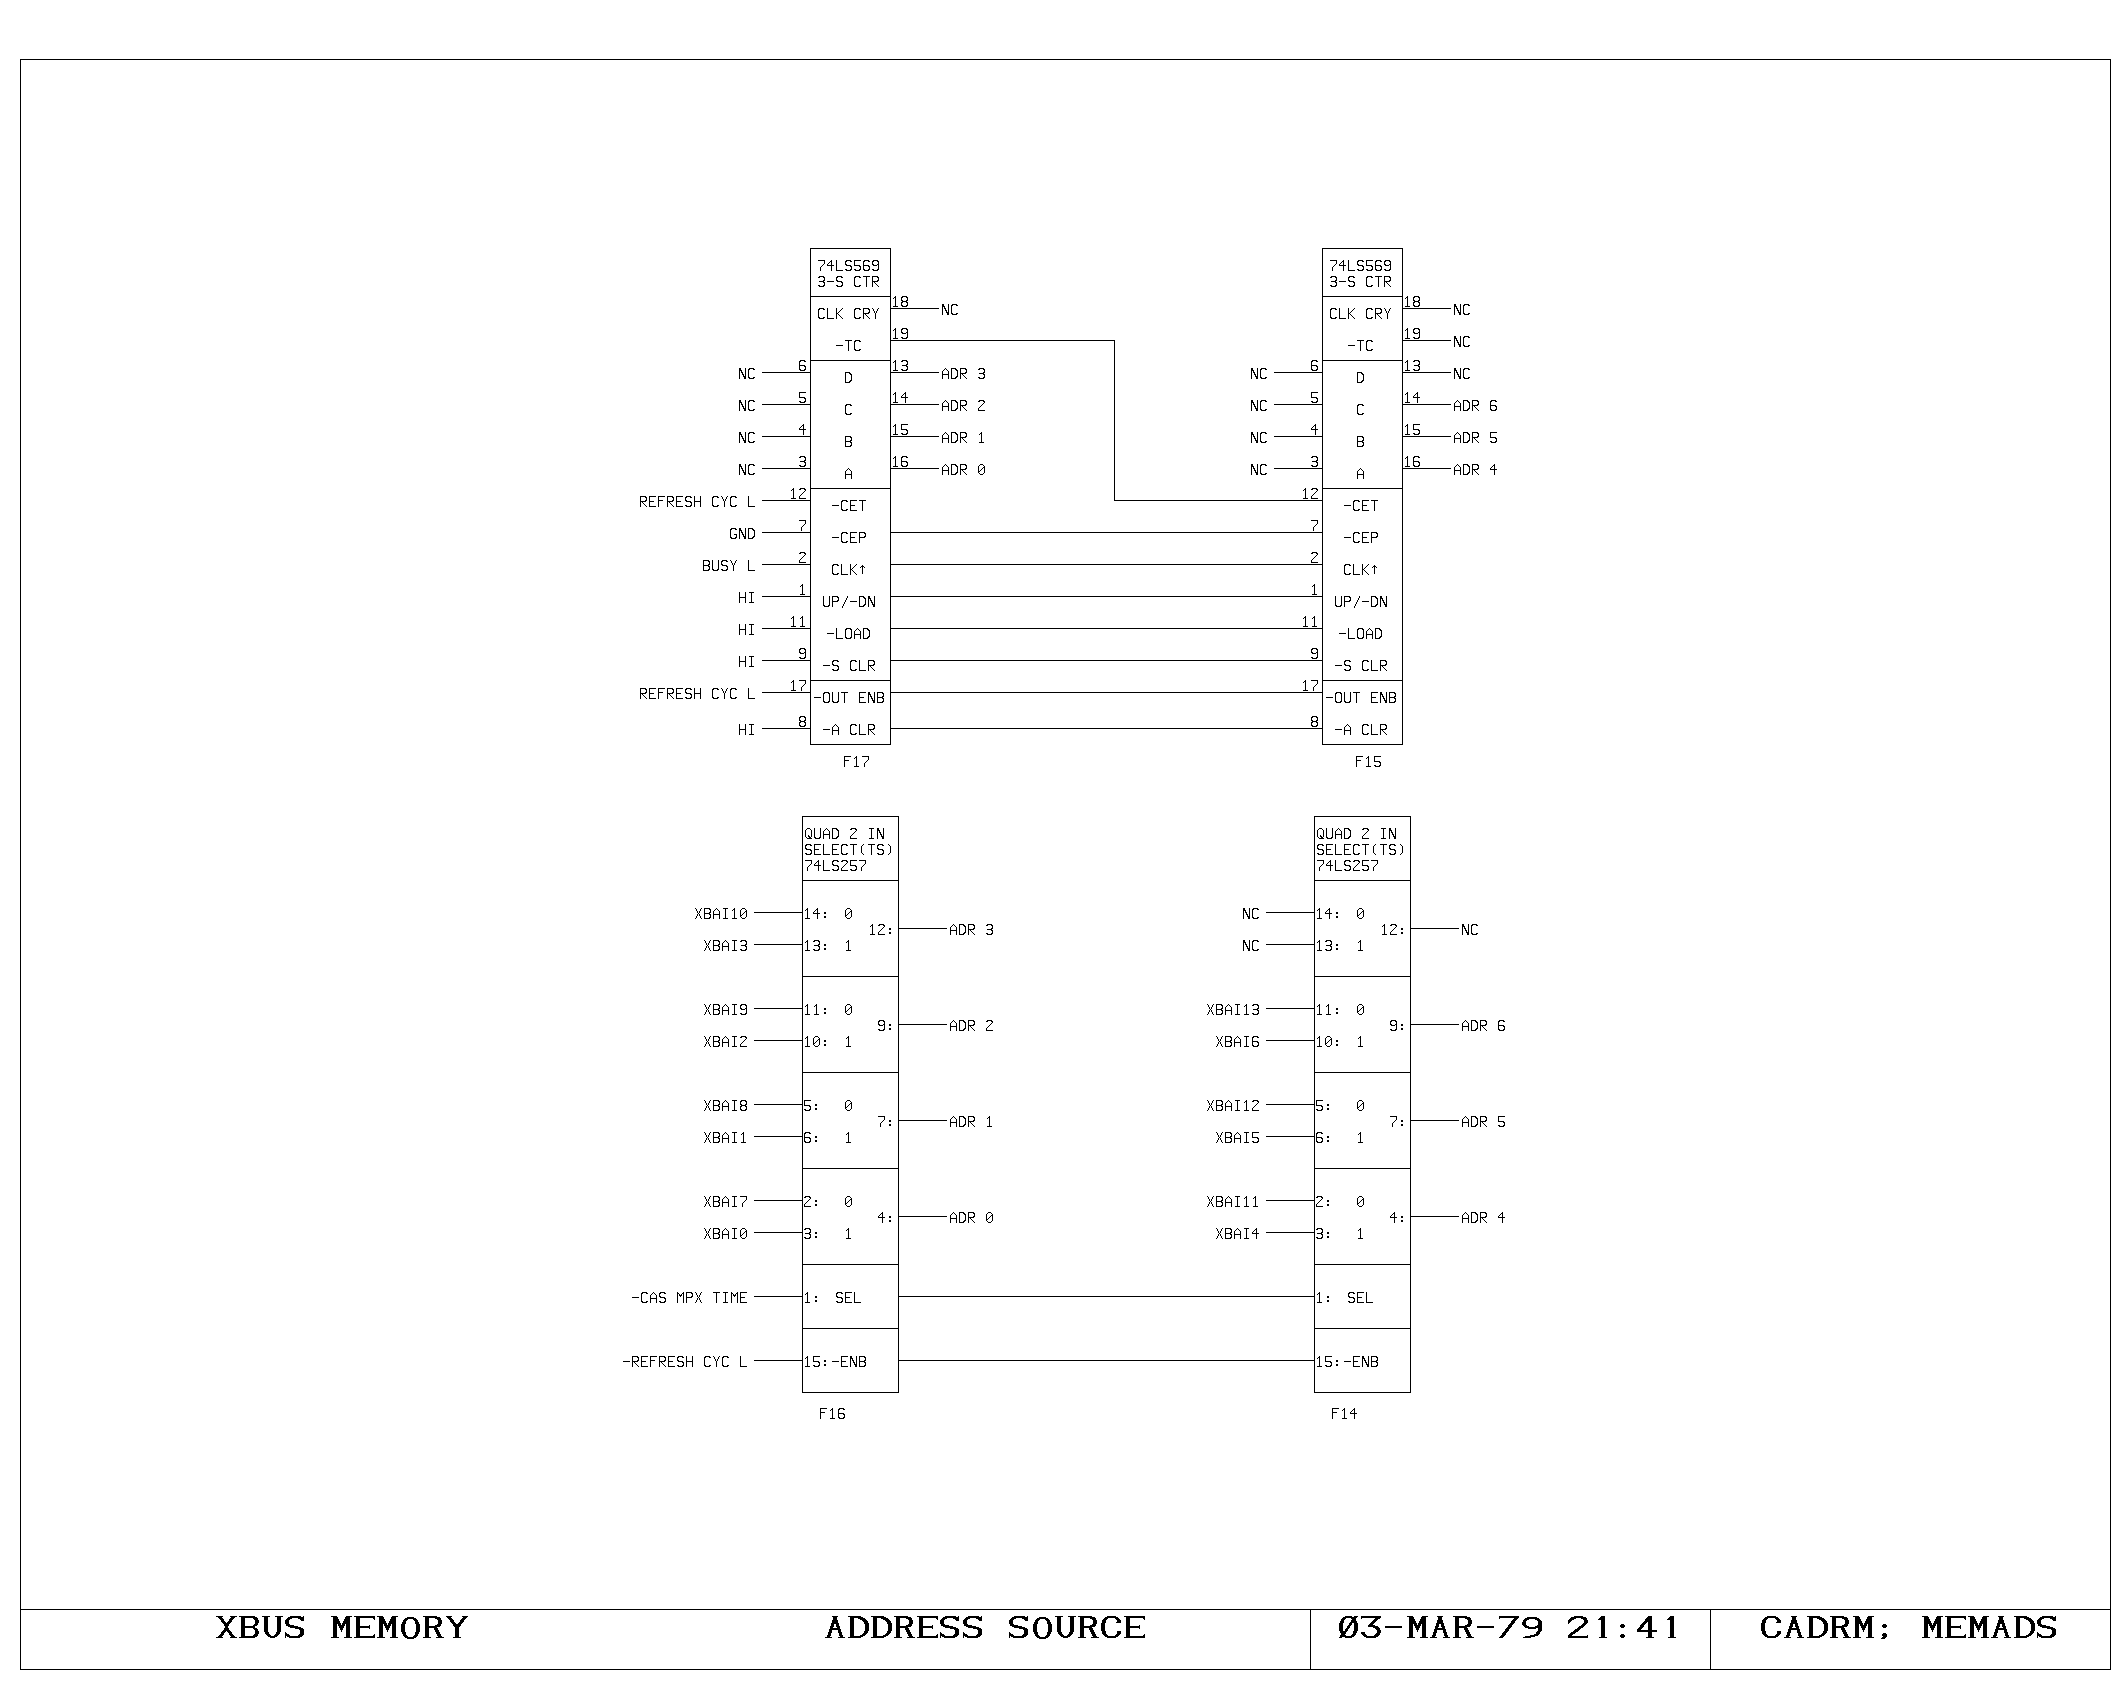 74LS569
3-S CTR
CLK CRY 18 NC
-TC 19
NC 6 D 13 ADR 3
NC 5 C 14 ADR 2
NC 4 B 15 ADR 1
NC 3 A 16 ADR 0
REFRESH CYC L 12 -CET
GND 7 -CEP
BUSY L 2 CLK↑
HI 1 UP/-DN
HI 11 -LOAD
HI 9 -S CLR
REFRESH CYC L 17 -OUT ENB
HI 8 -A CLR
F17
74LS569
3-S CTR
CLK CRY 18 NC
-TC 19 NC
NC 6 D 13 NC
NC 5 C 14 ADR 6
NC 4 B 15 ADR 5
NC 3 A 16 ADR 4
12 -CET
7 -CEP
2 CLK↑
1 UP/-DN
11 -LOAD
9 -S CLR
17 -OUT ENB
8 -A CLR
F15
QUAD 2 IN
SELECT(TS)
74LS257
XBAI10 14: 0
12: ADR 3
XBAI3 13: 1
XBAI9 11: 0
9: ADR 2
XBAI2 10: 1
XBAI8 5: 0
7: ADR 1
XBAI1 6: 1
XBAI7 2: 0
4: ADR 0
XBAI0 3: 1
-CAS MPX TIME 1: SEL
-REFRESH CYC L 15:-ENB
F16
QUAD 2 IN
SELECT(TS)
74LS257
NC 14: 0
12: NC
NC 13: 1
XBAI13 11: 0
9: ADR 6
XBAI6 10: 1
XBAI12 5: 0
7: ADR 5
XBAI5 6: 1
XBAI11 2: 0
4: ADR 4
XBAI4 3: 1
1: SEL
15:-ENB
F14
XBUS MEMORY ADDRESS SOURCE 03-MAR-79 21:41 CADRM; MEMADS